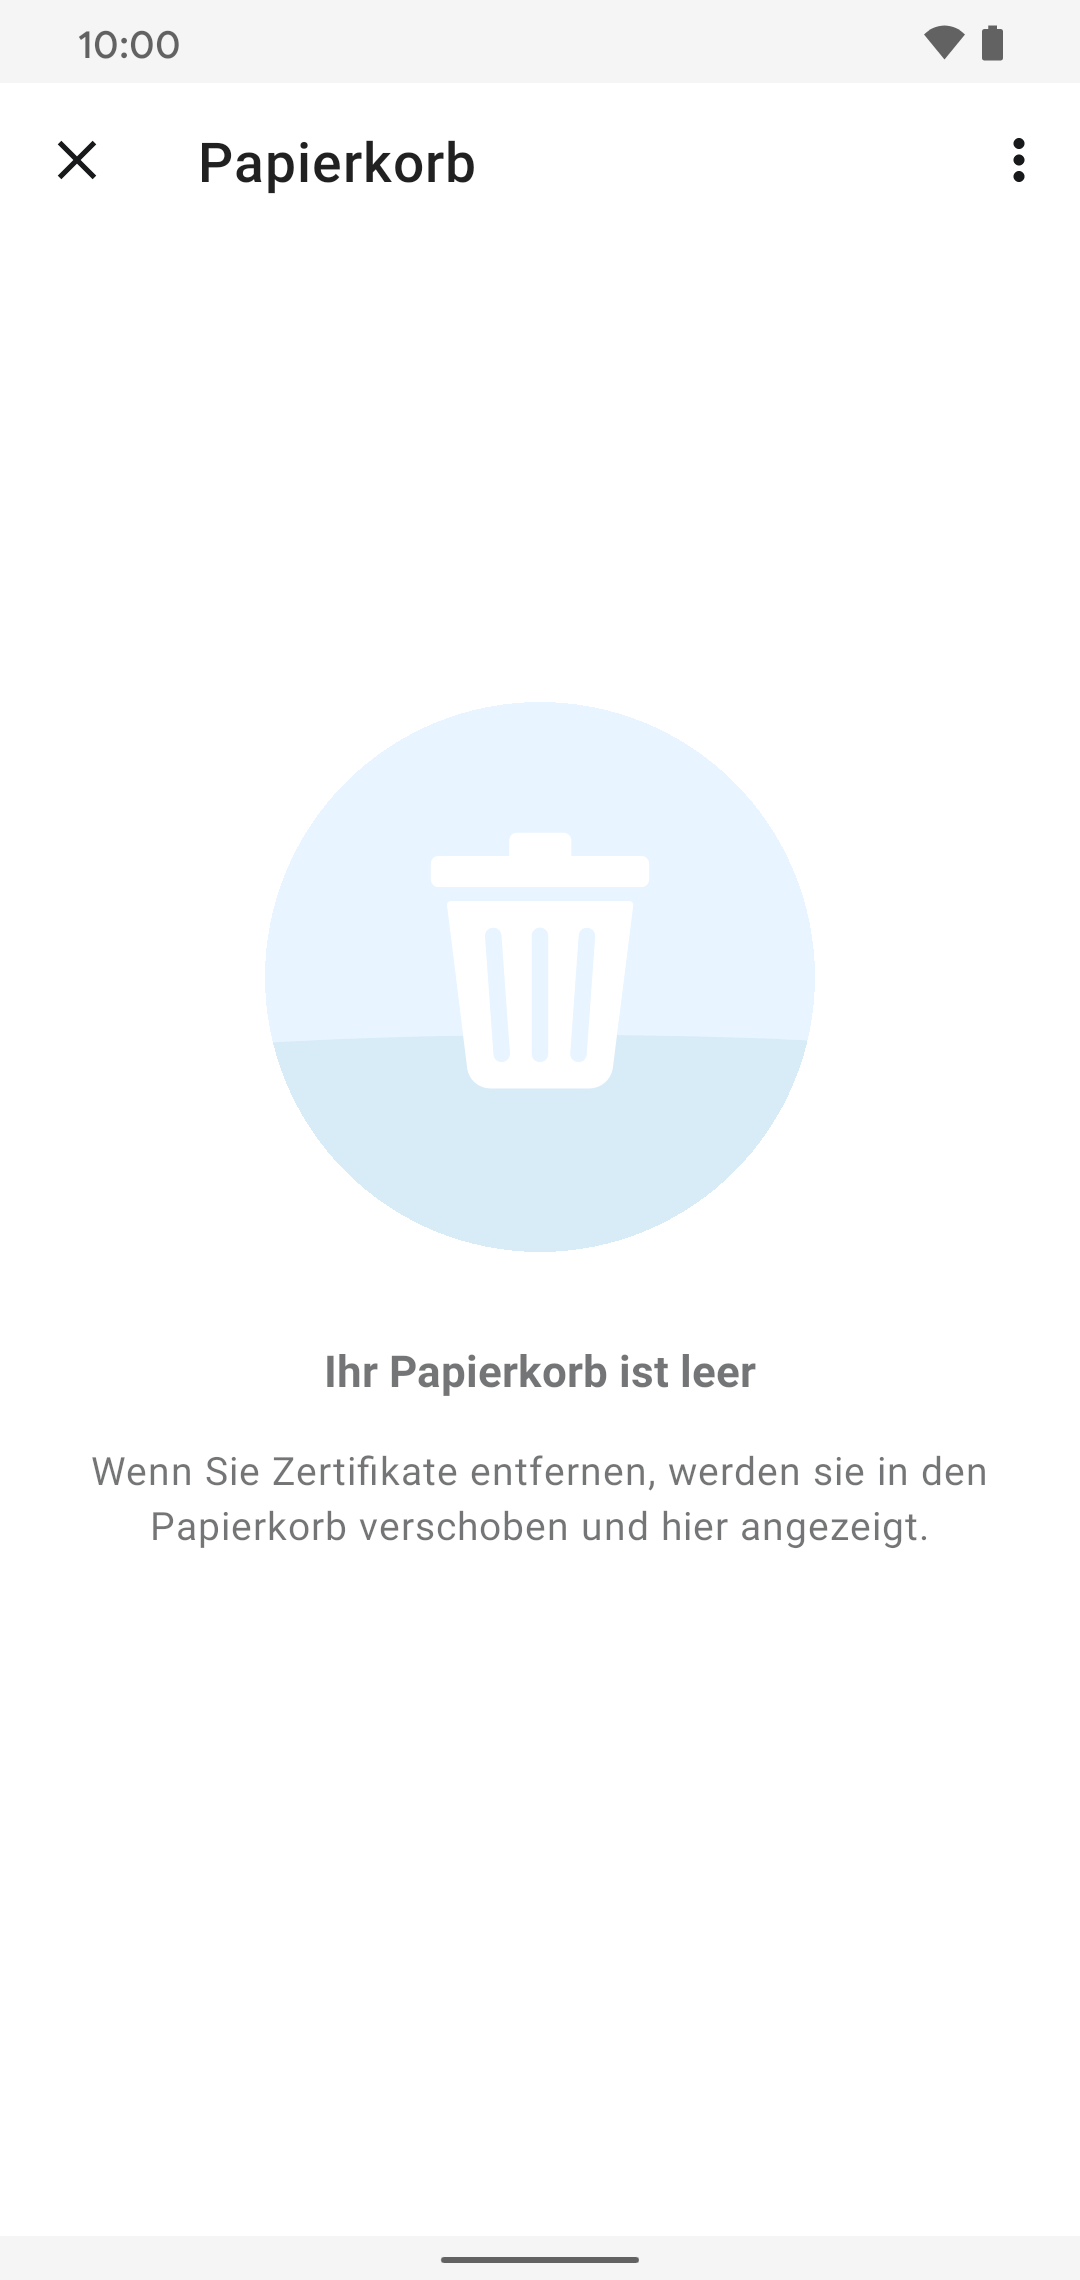 10:00
Papierkorb
Ihr Papierkorb ist leer
Wenn Sie Zertifikate entfernen, werden sie in den
Papierkorb verschoben und hier angezeigt.